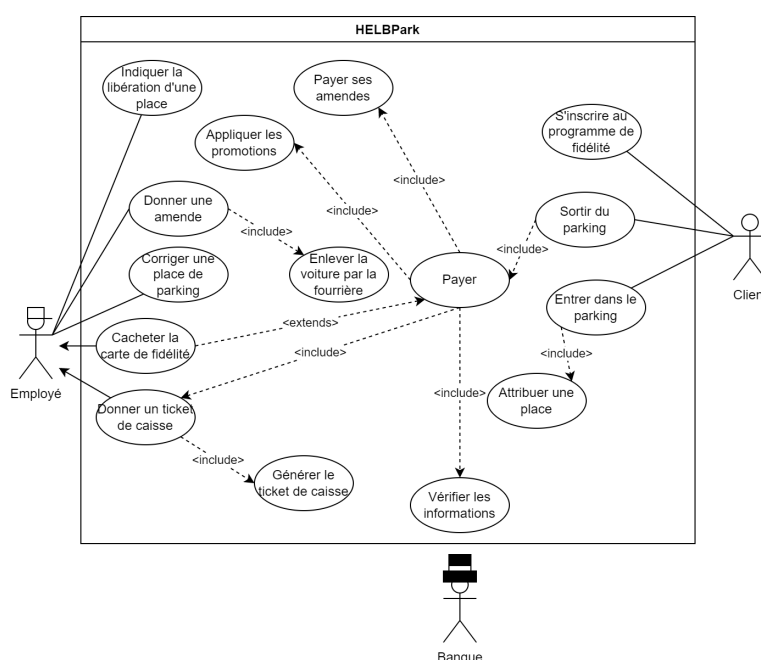 HELBPark
Indiquer la
libération d'une
place
Payer ses
amendes
Appliquer les
promotions
S'inscrire au
programme de
fidélité
<include>
<include>
Donner une
amende
<include>
Sortir du
parking
<include>
Corriger une
place de
parking
Enlever la
voiture par la
fourrière
Payer
Client
Entrer dans le
parking
<extends>
Cacheter la
carte de fidélité
<include>
<include>
Employé
Donner un ticket
de caisse
<include>
Attribuer une
place
<include>
Générer le
ticket de caisse
Vérifier les
informations
Banque